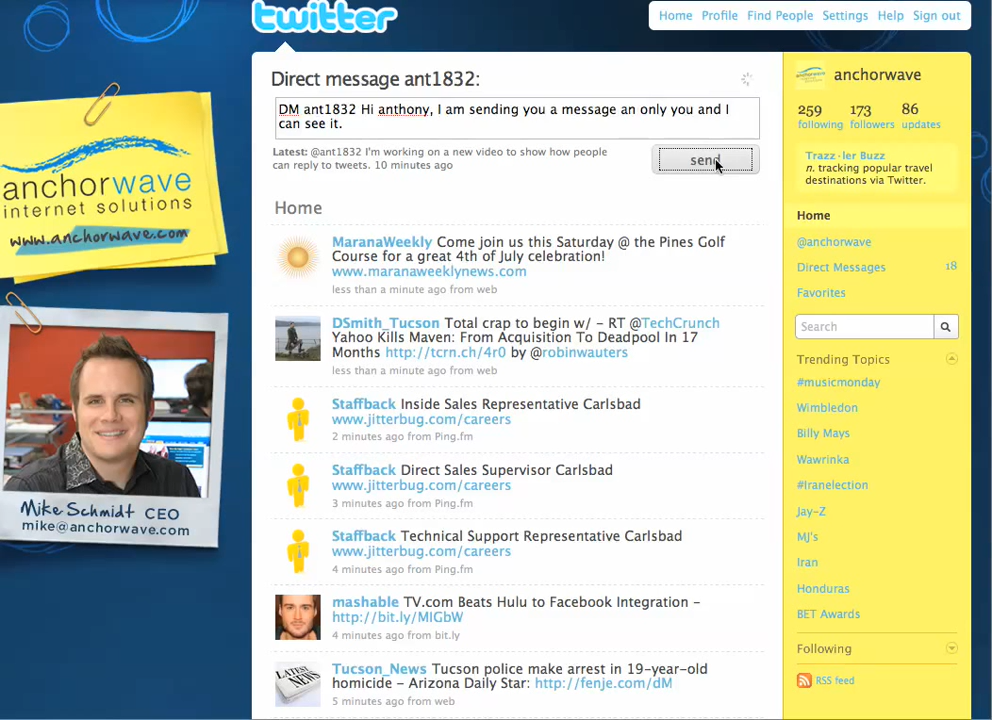 twitter
Home Profile Find People Settings Help Sign out
anchorwave
internet solutions
www.anchorwave.com
Mike Schmidt CEO
mike@anchorwave.com
Direct message ant1832:
DM ant1832 Hi anthony, I am sending you a message an only you and I
can see it.
Latest: @ant1832 I'm working on a new video to show how people
can reply to tweets. 10 minutes ago
send
Home
MaranaWeekly Come join us this Saturday @ the Pines Golf
Course for a great 4th of July celebration!
www.maranaweeklynews.com
less than a minute ago from web
DSmith_Tucson Total crap to begin w/ - RT @TechCrunch
Yahoo Kills Maven: From Acquisition To Deadpool In 17
Months http://tcrn.ch/4r0 by @robinwauters
less than a minute ago from web
Staffback Inside Sales Representative Carlsbad
www.jitterbug.com/careers
2 minutes ago from Ping.fm
Staffback Direct Sales Supervisor Carlsbad
www.jitterbug.com/careers
3 minutes ago from Ping.fm
Staffback Technical Support Representative Carlsbad
www.jitterbug.com/careers
4 minutes ago from Ping.fm
mashable TV.com Beats Hulu to Facebook Integration -
http://bit.ly/MIGbW
4 minutes ago from bit.ly
LATEST NEWS
Tucson_News Tucson police make arrest in 19-year-old
homicide - Arizona Daily Star: http://fenje.com/dM
5 minutes ago from web
anchorwave
259 173 86
following followers updates
Trazz·ler Buzz
n. tracking popular travel
destinations via Twitter.
Home
@anchorwave
Direct Messages 18
Favorites
Search
Trending Topics
#musicmonday
Wimbledon
Billy Mays
Wawrinka
#Iranelection
Jay-Z
MJ's
Iran
Honduras
BET Awards
Following
RSS feed